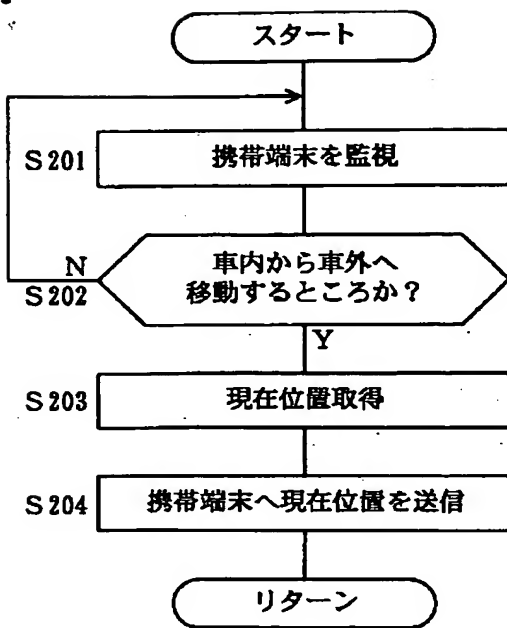 スタート
S201
携帯端末を監視
N
S202
車内から車外へ
移動するところか？
Y
S203
現在位置取得
S204
携帯端末へ現在位置を送信
リターン